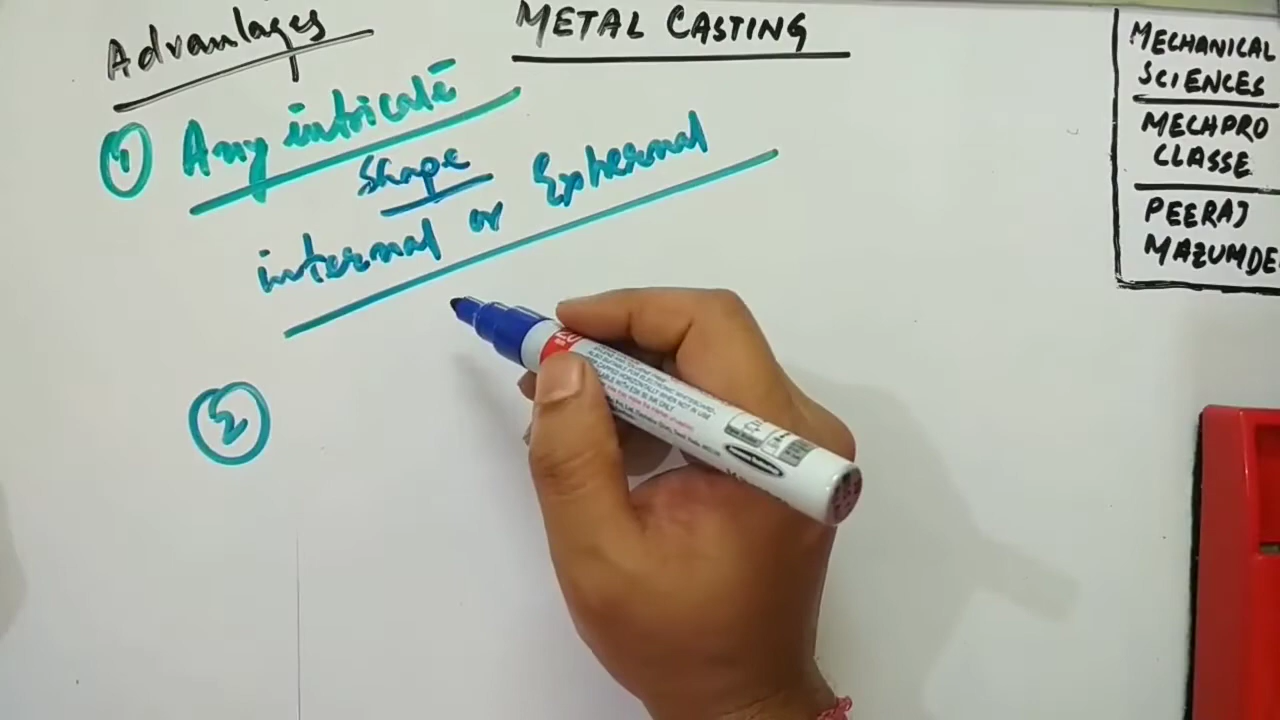 Advantages
METAL CASTING
① Any intricate
Shape
internal or External
②
MECHANICAL
SCIENCES
MECHPRO
CLASSE
PEERAJ
MAZUMDE